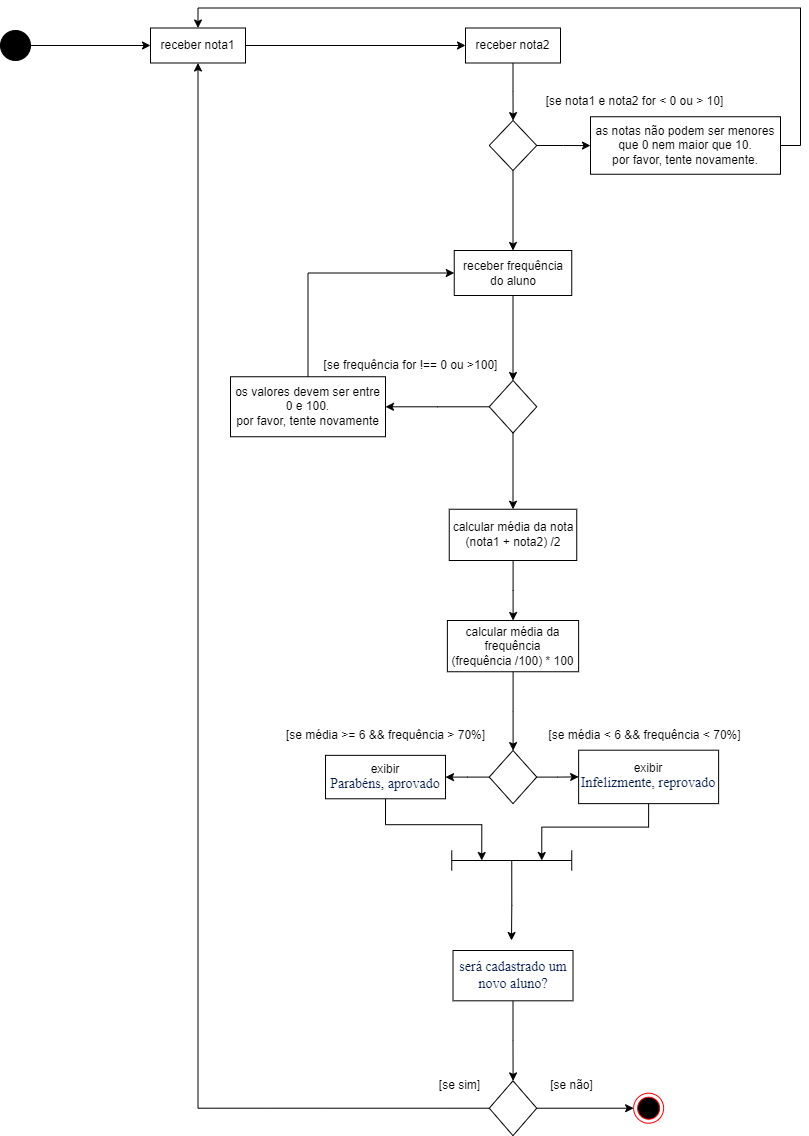 receber nota1
receber nota2
[se nota1 e nota2 for < 0 ou > 10]
as notas não podem ser menores
que 0 nem maior que 10.
por favor, tente novamente.
receber frequência
do aluno
[se frequência for !== 0 ou >100]
os valores devem ser entre
0 e 100.
por favor, tente novamente
calcular média da nota
(nota1 + nota2) /2
calcular média da
frequência
(frequência /100) * 100
[se média >= 6 && frequência > 70%]
[se média < 6 && frequência < 70%]
exibir
Parabéns, aprovado
exibir
Infelizmente, reprovado
será cadastrado um
novo aluno?
[se sim]
[se não]